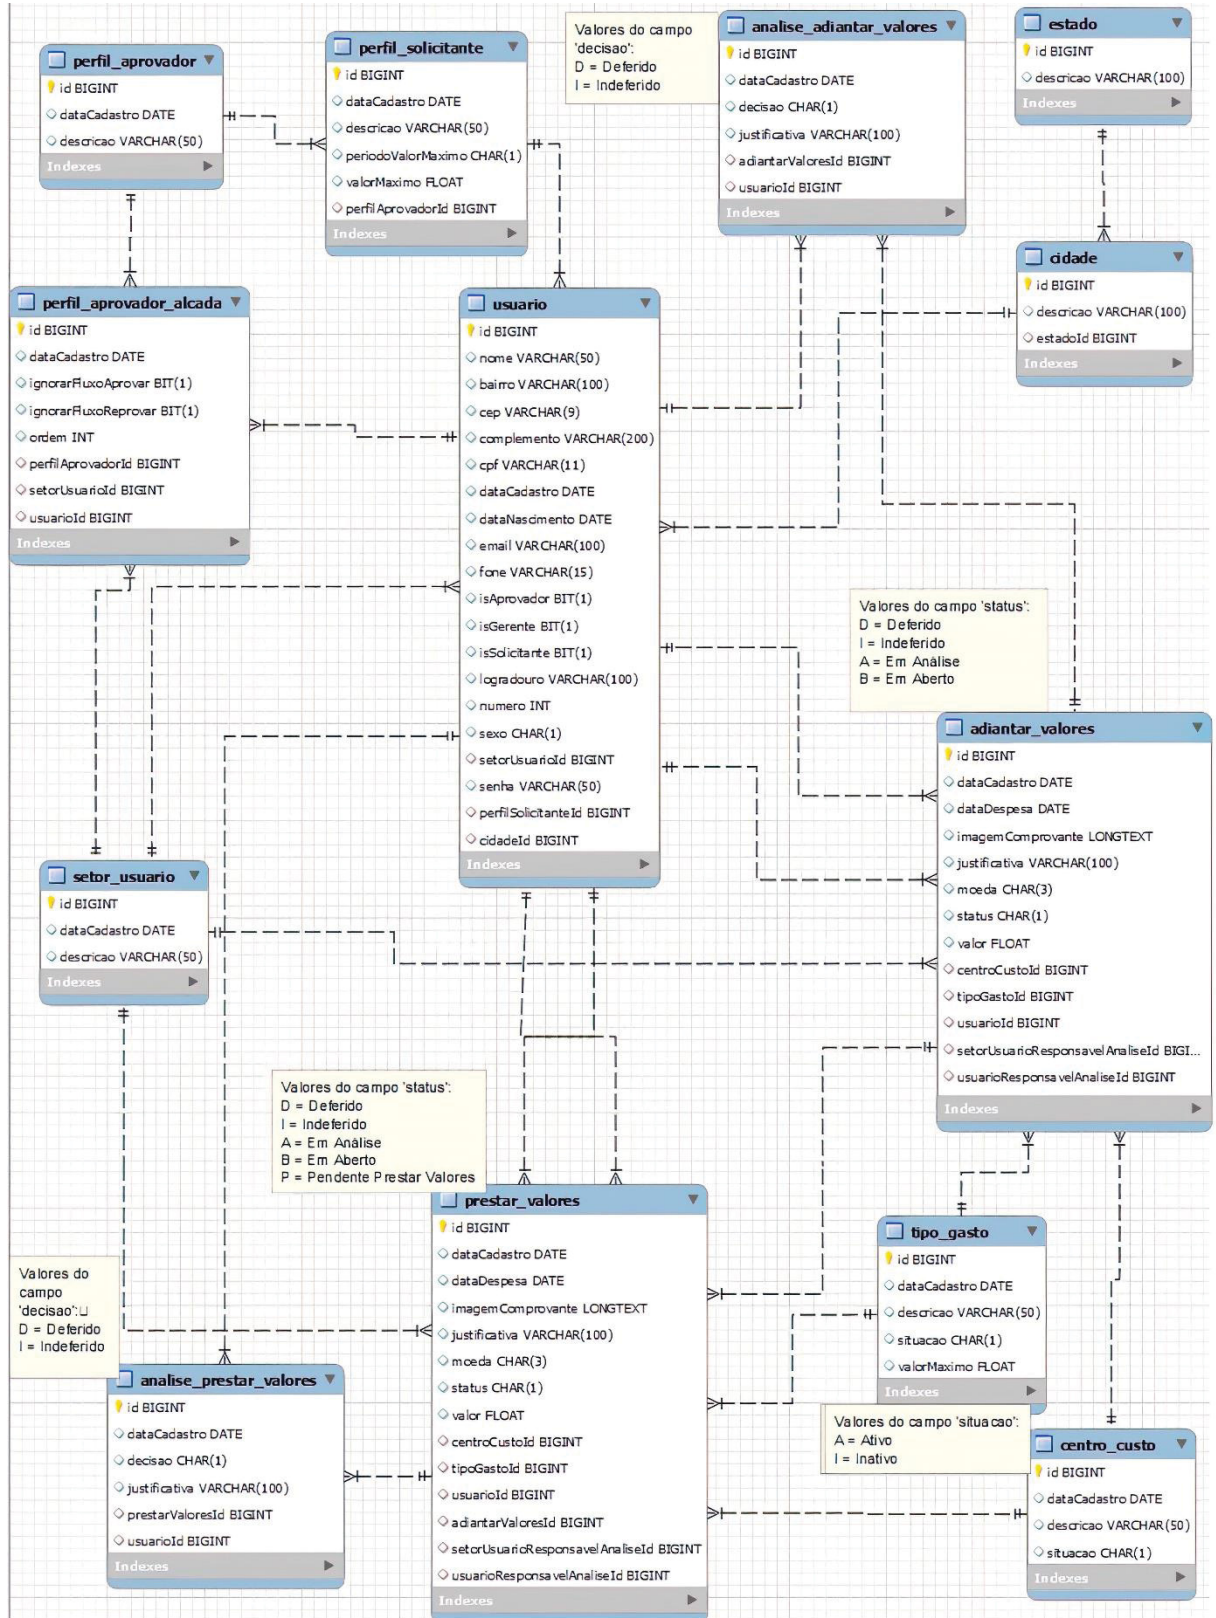 perfil_aprovador
id BIGINT
dataCadastro DATE
descricao VARCHAR(50)
Indexes
perfil_solicitante
id BIGINT
dataCadastro DATE
descricao VARCHAR(50)
periodoValorMaximo CHAR(1)
valorMaximo FLOAT
perfilAprovadorId BIGINT
Indexes
Valores do campo
'decisao':
D = Deferido
I = Indeferido
analise_adiantar_valores
id BIGINT
dataCadastro DATE
decisao CHAR(1)
justificativa VARCHAR(100)
adiantarValoresId BIGINT
usuarioId BIGINT
Indexes
estado
id BIGINT
descricao VARCHAR(100)
Indexes
cidade
id BIGINT
descricao VARCHAR(100)
estadoId BIGINT
Indexes
perfil_aprovador_alcada
id BIGINT
dataCadastro DATE
ignorarFluxoAprovar BIT(1)
ignorarFluxoReprovar BIT(1)
ordem INT
perfilAprovadorId BIGINT
setorUsuarioId BIGINT
usuarioId BIGINT
Indexes
usuario
id BIGINT
nome VARCHAR(50)
bairro VARCHAR(100)
cep VARCHAR(9)
complemento VARCHAR(200)
cpf VARCHAR(11)
dataCadastro DATE
dataNascimento DATE
email VARCHAR(100)
fone VARCHAR(15)
isAprovador BIT(1)
isGerente BIT(1)
isSolicitante BIT(1)
logradouro VARCHAR(100)
numero INT
sexo CHAR(1)
setorUsuarioId BIGINT
senha VARCHAR(50)
perfilSolicitanteId BIGINT
cidadeId BIGINT
Indexes
Valores do campo 'status':
D = Deferido
I = Indeferido
A = Em Análise
B = Em Aberto
adiantar_valores
id BIGINT
dataCadastro DATE
dataDespesa DATE
imagemComprovante LONGTEXT
justificativa VARCHAR(100)
moeda CHAR(3)
status CHAR(1)
valor FLOAT
centroCustoId BIGINT
tipoGastoId BIGINT
usuarioId BIGINT
setorUsuarioResponsavelAnaliseId BIGI...
usuarioResponsavelAnaliseId BIGINT
Indexes
setor_usuario
id BIGINT
dataCadastro DATE
descricao VARCHAR(50)
Indexes
Valores do campo 'status':
D = Deferido
I = Indeferido
A = Em Análise
B = Em Aberto
P = Pendente Prestar Valores
prestar_valores
id BIGINT
dataCadastro DATE
dataDespesa DATE
imagemComprovante LONGTEXT
justificativa VARCHAR(100)
moeda CHAR(3)
status CHAR(1)
valor FLOAT
centroCustoId BIGINT
tipoGastoId BIGINT
usuarioId BIGINT
adiantarValoresId BIGINT
setorUsuarioResponsavelAnaliseId BIGINT
usuarioResponsavelAnaliseId BIGINT
Indexes
tipo_gasto
id BIGINT
dataCadastro DATE
descricao VARCHAR(50)
situacao CHAR(1)
valorMaximo FLOAT
Indexes
Valores do campo 'situacao':
A = Ativo
I = Inativo
centro_custo
id BIGINT
dataCadastro DATE
descricao VARCHAR(50)
situacao CHAR(1)
Indexes
Valores do
campo
'decisao':□
D = Deferido
I = Indeferido
analise_prestar_valores
id BIGINT
dataCadastro DATE
decisao CHAR(1)
justificativa VARCHAR(100)
prestarValoresId BIGINT
usuarioId BIGINT
Indexes